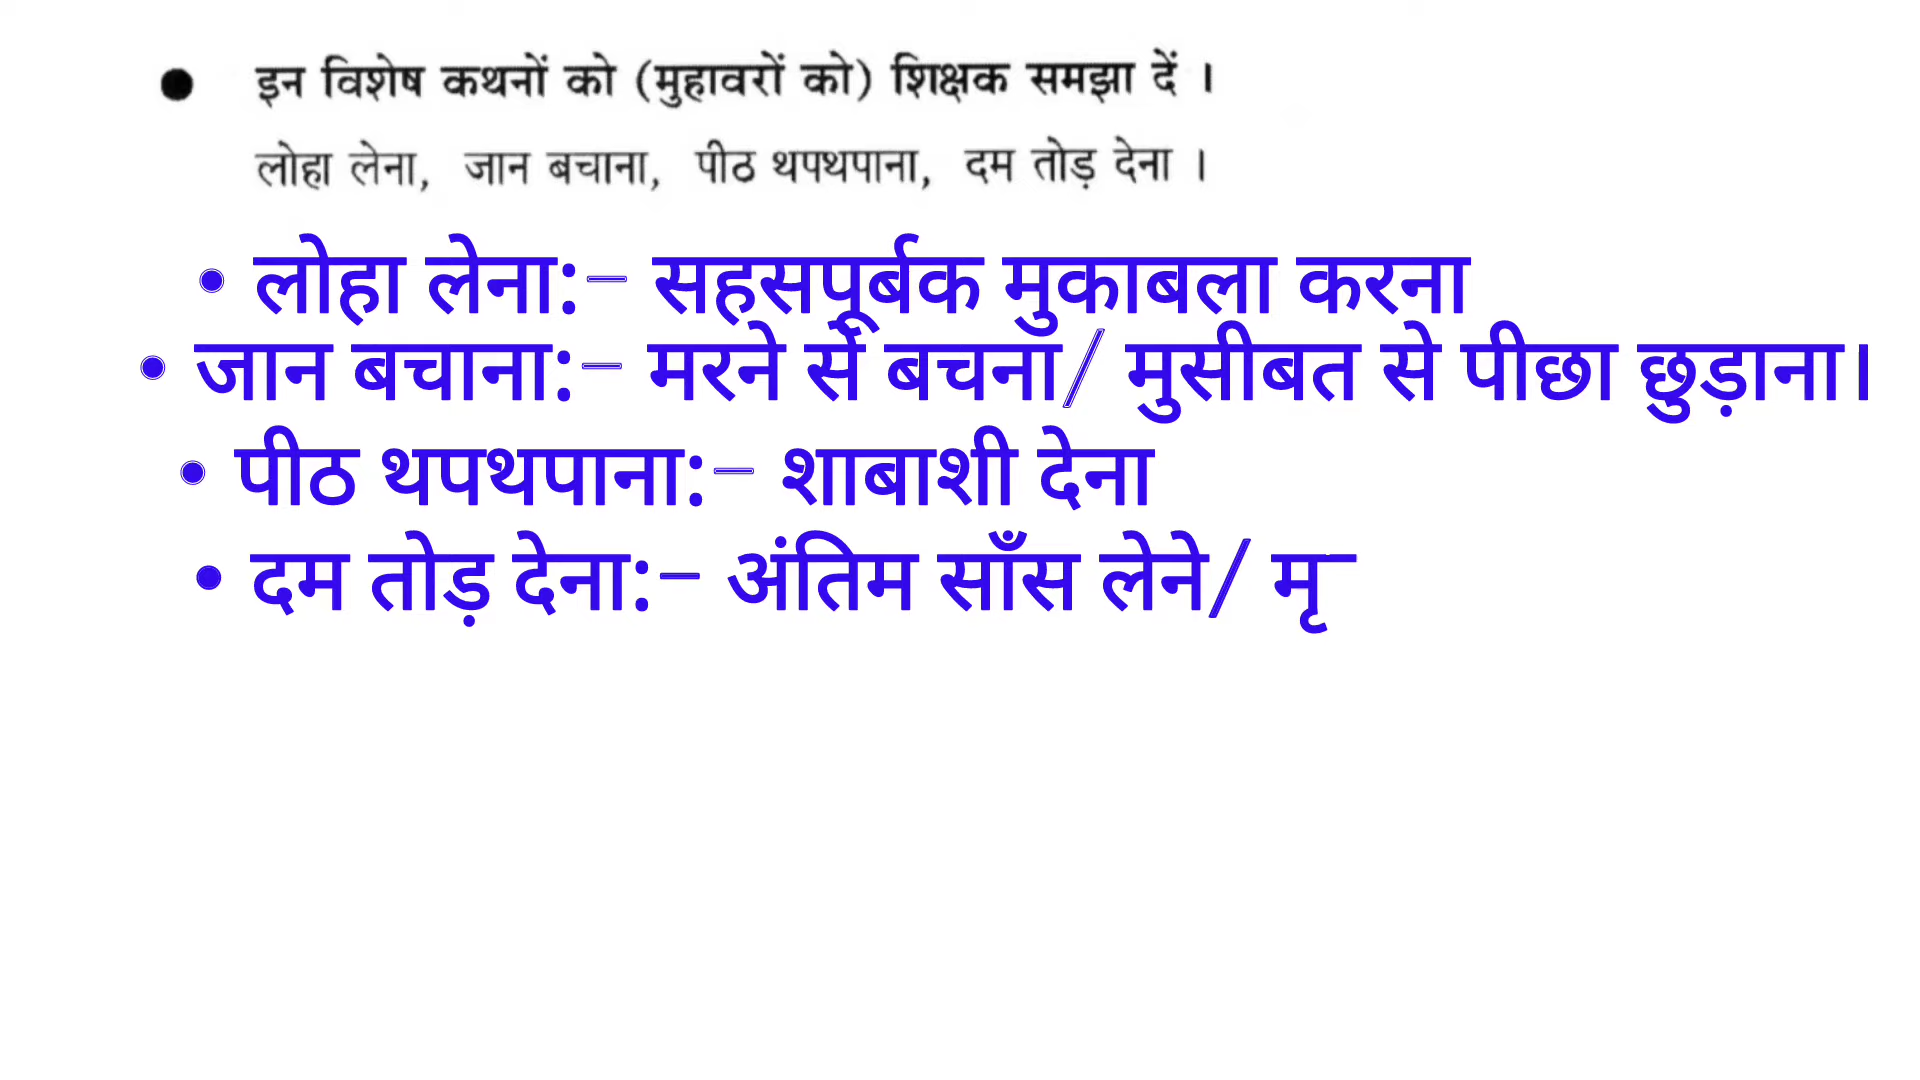 ● इन विशेष कथनों को (मुहावरों को) शिक्षक समझा दें ।
लोहा लेना, जान बचाना, पीठ थपथपाना, दम तोड़ देना ।
• लोहा लेना:- सहसपूर्बक मुकाबला करना
• जान बचाना:- मरने से बचना/ मुसीबत से पीछा छुड़ाना।
• पीठ थपथपाना:- शाबाशी देना
• दम तोड़ देना:- अंतिम साँस लेने/ मृ